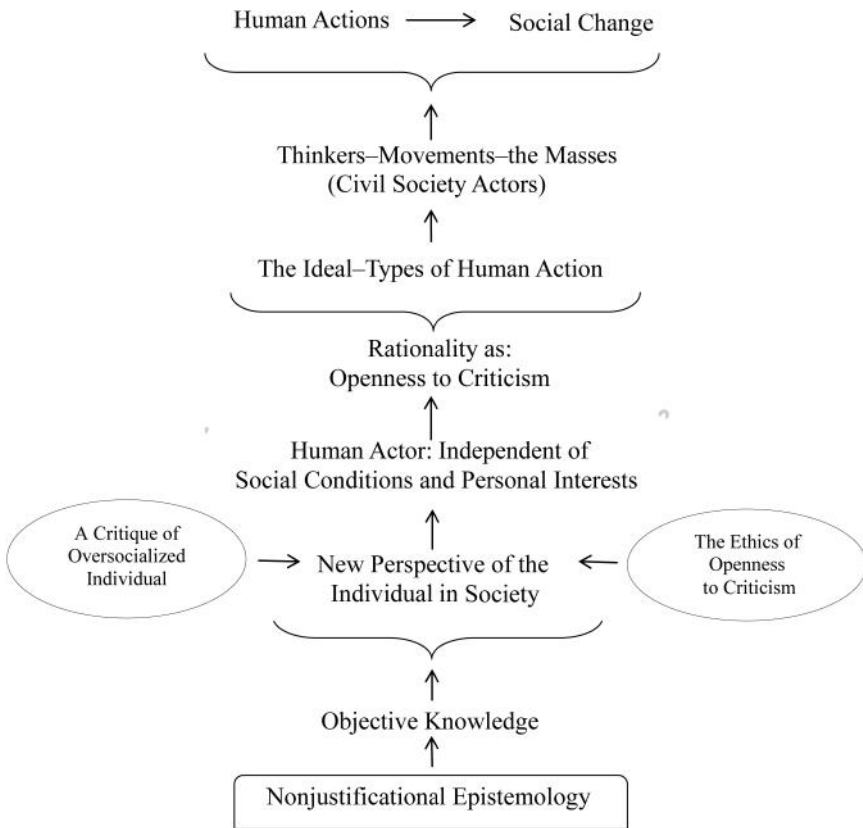 Human Actions Social Change
Thinkers–Movements–the Masses
(Civil Society Actors)
The Ideal–Types of Human Action
Rationality as:
Openness to Criticism
Human Actor: Independent of
Social Conditions and Personal Interests
A Critique of
Oversocialized
Individual
New Perspective of the
Individual in Society
The Ethics of
Openness
to Criticism
Objective Knowledge
Nonjustificational Epistemology